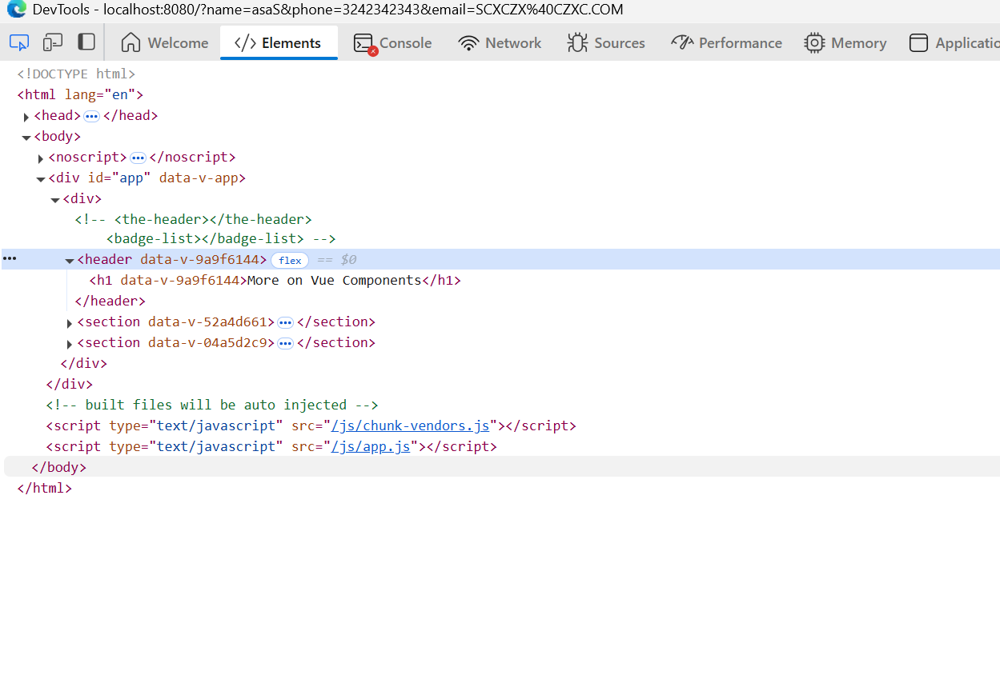 DevTools - localhost:8080/?name=asaS&phone=3242342343&email=SCXCZX%40CZXC.COM
Welcome </> Elements Console Network Sources Performance Memory Applicatio
<!DOCTYPE html>
<html lang="en">
<head> ••• </head>
<body>
<noscript> ••• </noscript>
<div id="app" data-v-app>
<div>
<!-- <the-header></the-header>
<badge-list></badge-list> -->
••• <header data-v-9a9f6144> flex == $0
<h1 data-v-9a9f6144>More on Vue Components</h1>
</header>
<section data-v-52a4d661> ••• </section>
<section data-v-04a5d2c9> ••• </section>
</div>
</div>
<!-- built files will be auto injected -->
<script type="text/javascript" src="/js/chunk-vendors.js"></script>
<script type="text/javascript" src="/js/app.js"></script>
</body>
</html>